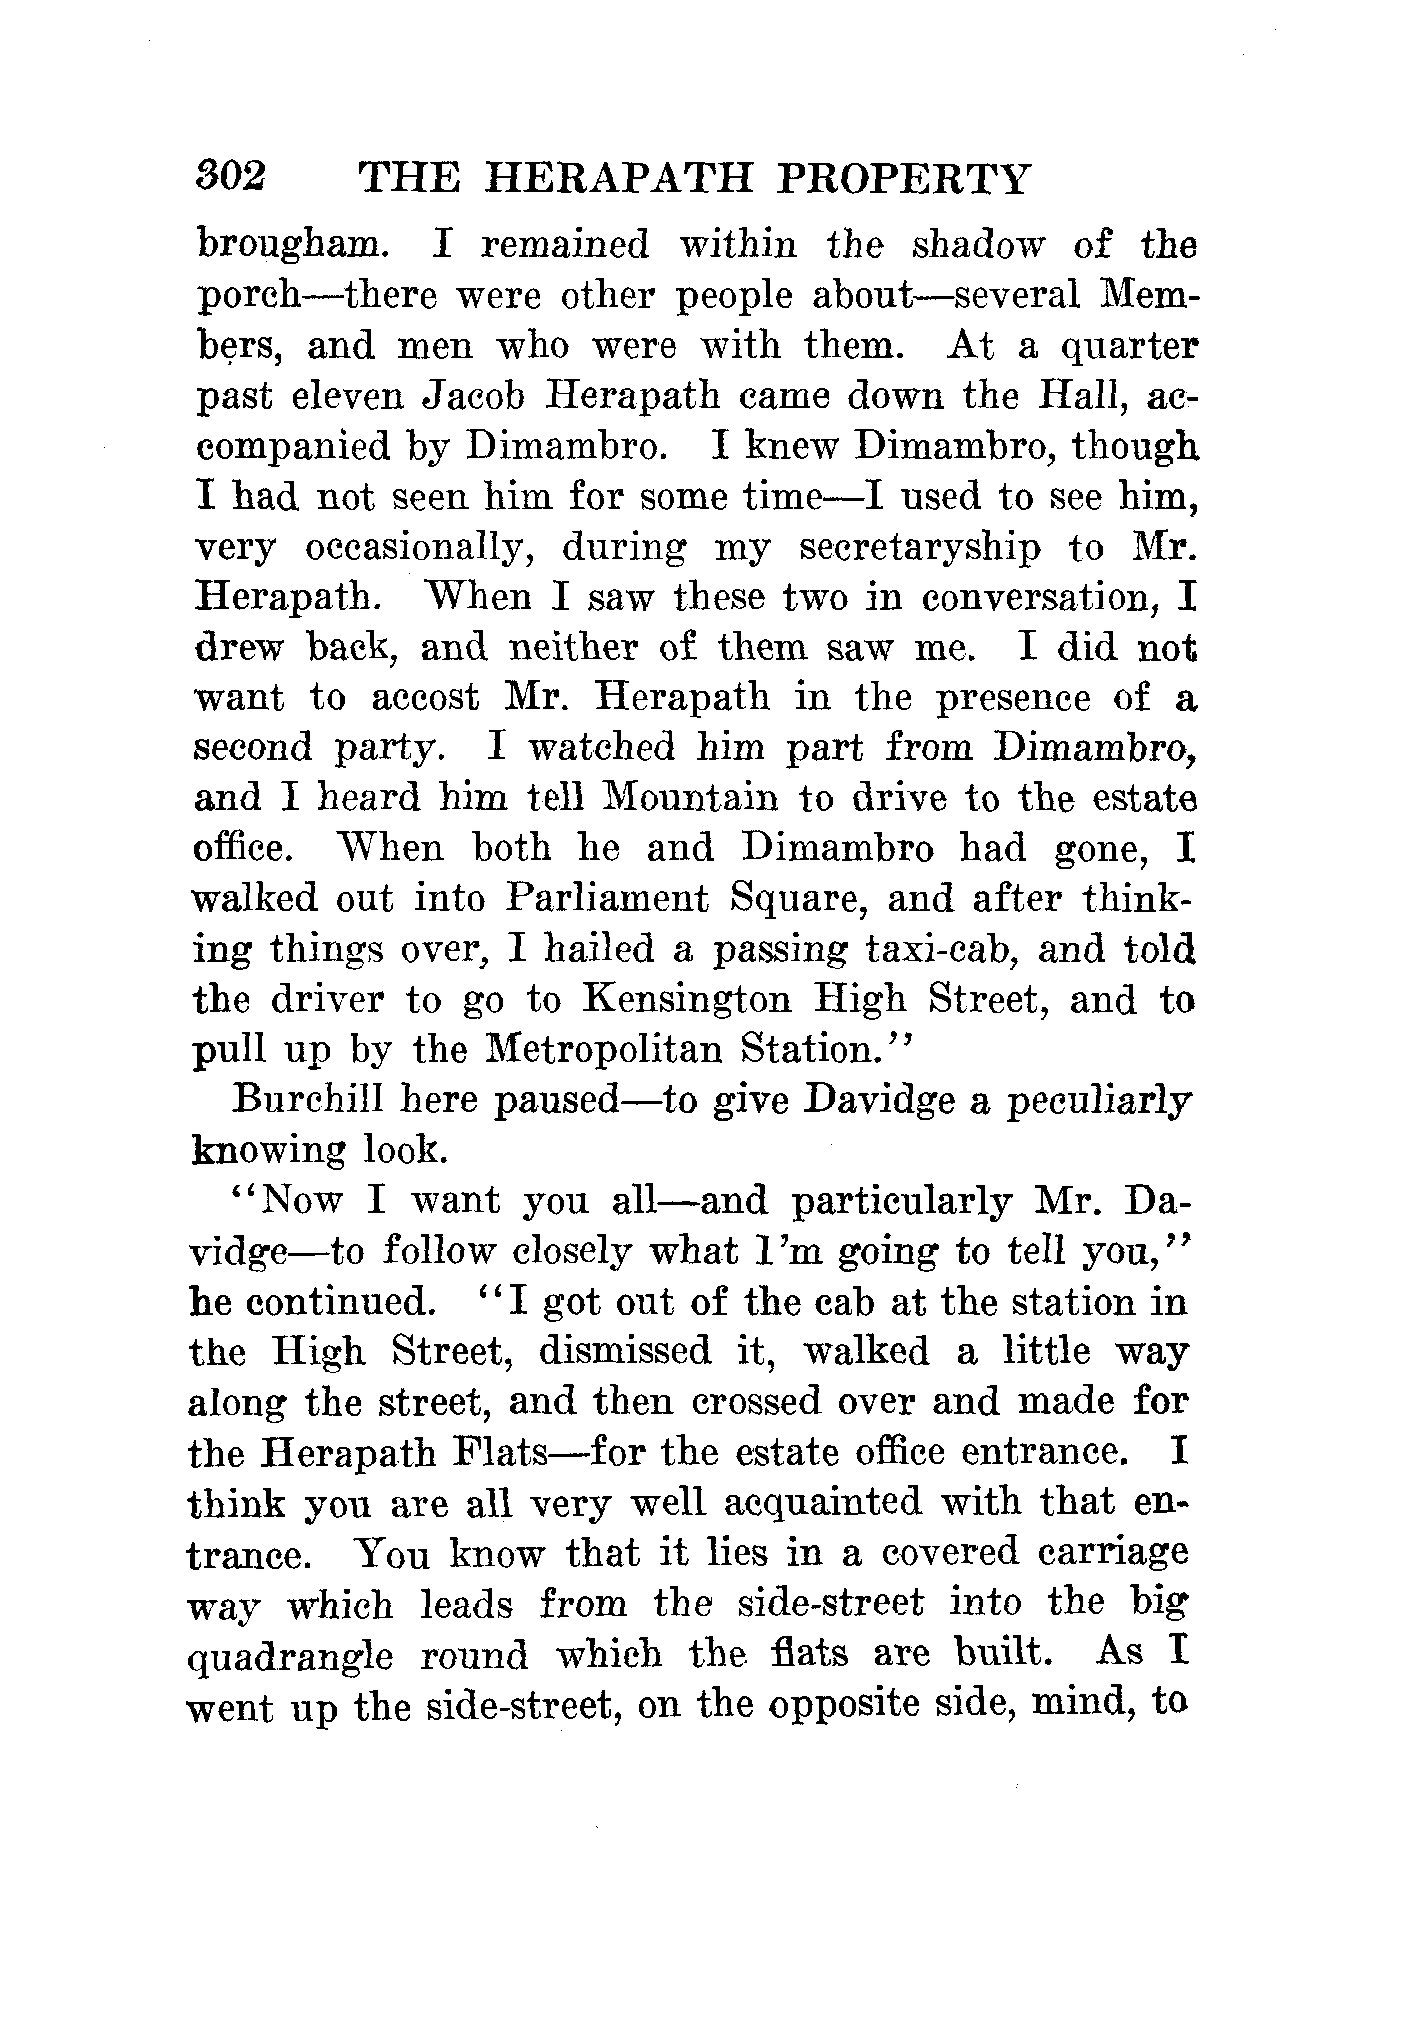 302 THE HERAPATH PROPERTY
brougham. I remained within the shadow of the
porch—there were other people about—several Mem-
bers, and men who were with them. At a quarter
past eleven Jacob Herapath came down the Hall, ac-
companied by Dimambro. I knew Dimambro, though
I had not seen him for some time—I used to see him,
very occasionally, during my secretaryship to Mr.
Herapath. When I saw these two in conversation, I
drew back, and neither of them saw me. I did not
want to accost Mr. Herapath in the presence of a
second party. I watched him part from Dimambro,
and I heard him tell Mountain to drive to the estate
office. When both he and Dimambro had gone, I
walked out into Parliament Square, and after think-
ing things over, I hailed a passing taxi-cab, and told
the driver to go to Kensington High Street, and to
pull up by the Metropolitan Station."
Burchill here paused—to give Davidge a peculiarly
knowing look.
"Now I want you all—and particularly Mr. Da-
vidge—to follow closely what I'm going to tell you,"
he continued. "I got out of the cab at the station in
the High Street, dismissed it, walked a little way
along the street, and then crossed over and made for
the Herapath Flats—for the estate office entrance. I
think you are all very well acquainted with that en-
trance. You know that it lies in a covered carriage
way which leads from the side-street into the big
quadrangle round which the flats are built. As I
went up the side-street, on the opposite side, mind, to